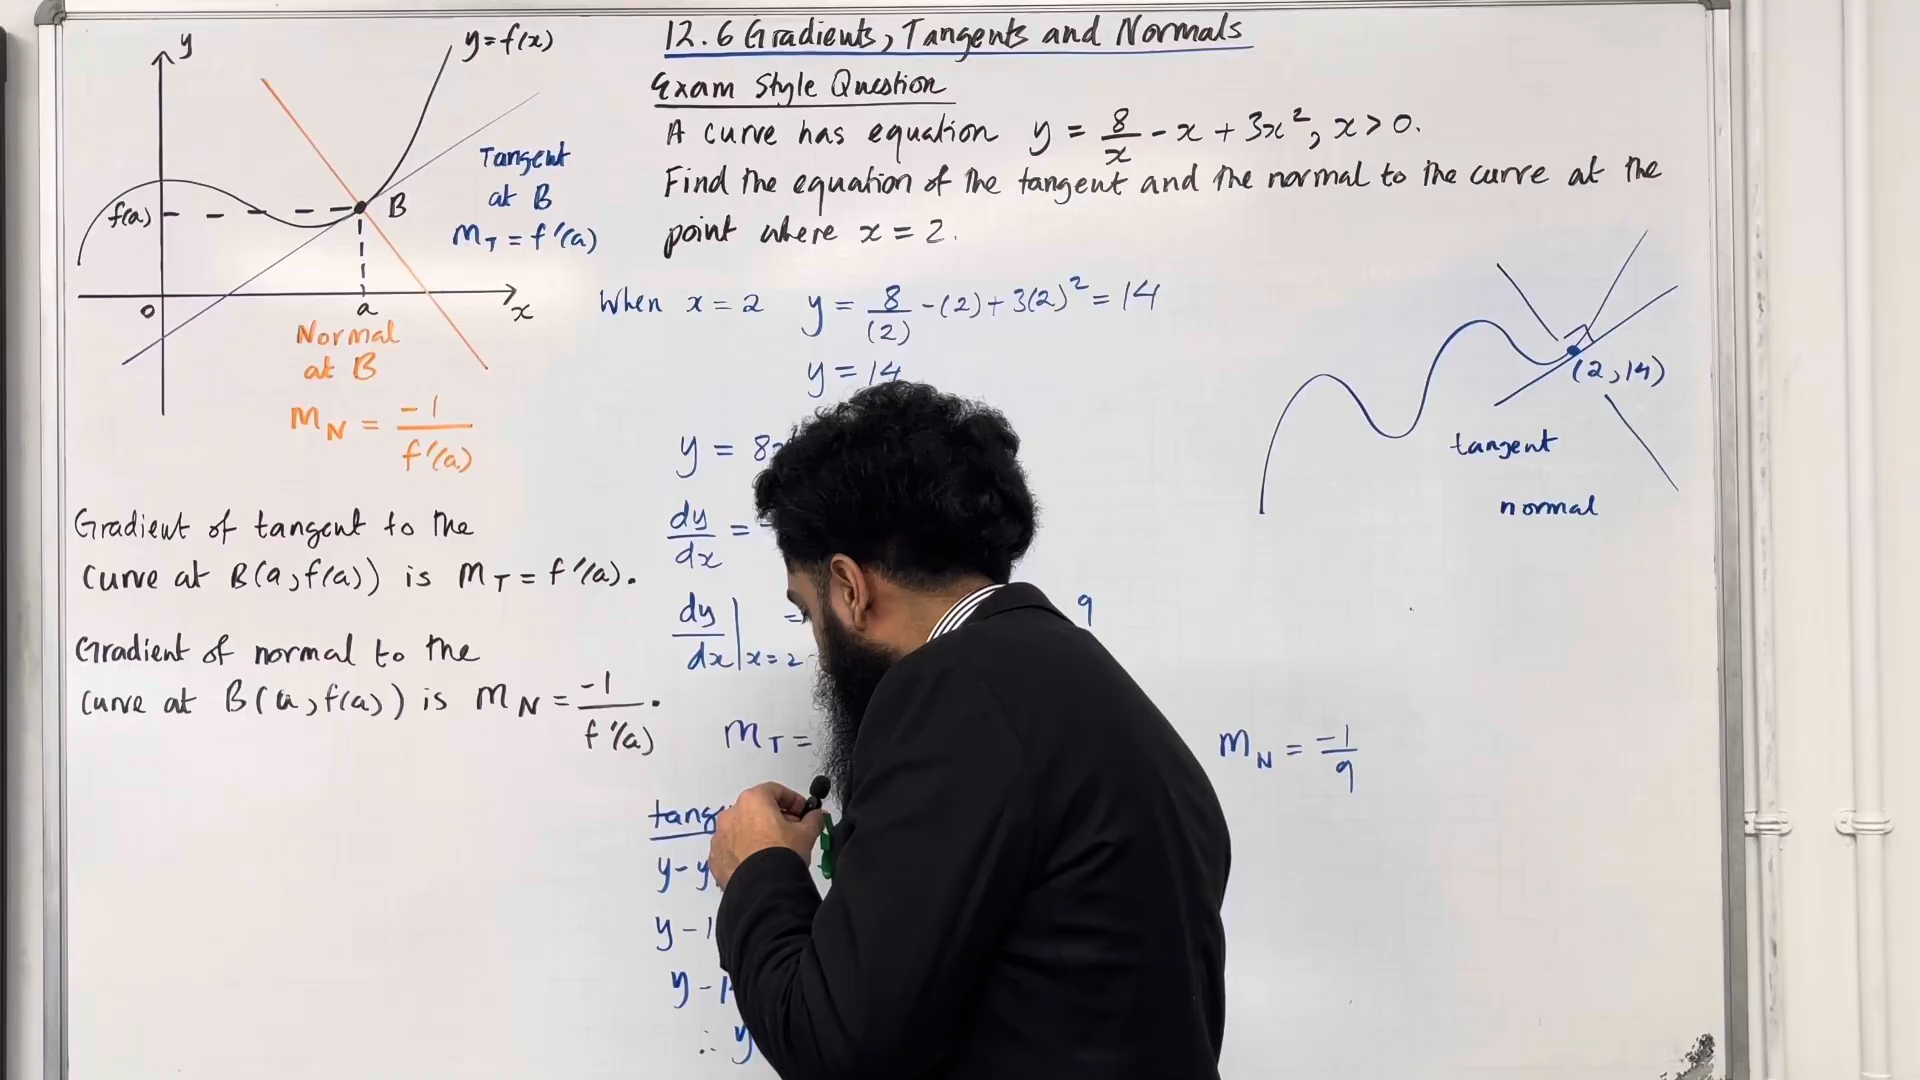 y
y=f(x)
Tangent
at B
m_T = f'(a)
f(a)
B
0
a
x
Normal
at B
m_N = -1/f'(a)
Gradient of tangent to the
curve at B(a, f(a)) is m_T = f'(a).
Gradient of normal to the
curve at B(a, f(a)) is m_N = -1/f'(a).
12.6 Gradients, Tangents and Normals
Exam Style Question
A curve has equation y = 8/x - x + 3x², x > 0.
Find the equation of the tangent and the normal to the curve at the
point where x = 2.
When x = 2 y = 8/(2) - (2) + 3(2)² = 14
y = 14
y = 8x
dy/dx =
dy/dx|x=2 = 9
m_T =
m_N = -1/9
y -
y - 1
y - 1
∴ y
(2, 14)
tangent
normal